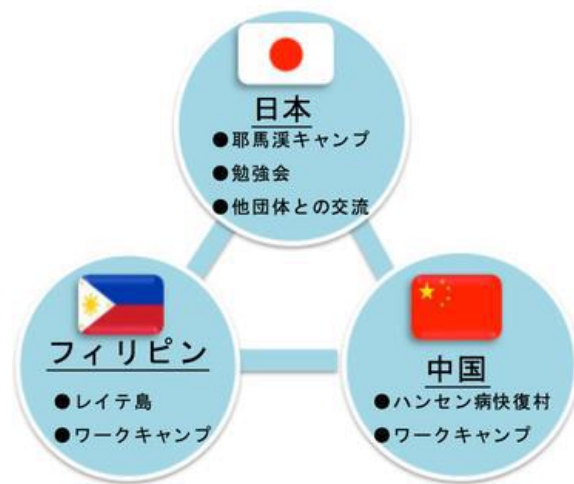 日本
●耶馬渓キャンプ
●勉強会
●他団体との交流
フィリピン
●レイテ島
●ワークキャンプ
中国
●ハンセン病快復村
●ワークキャンプ